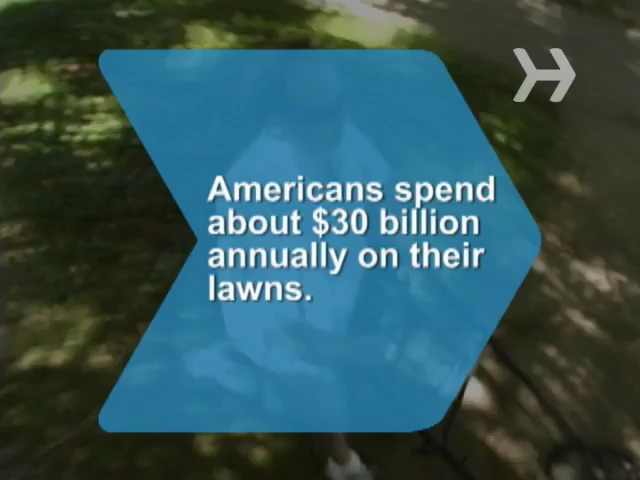 Americans spend
about $30 billion
annually on their
lawns.